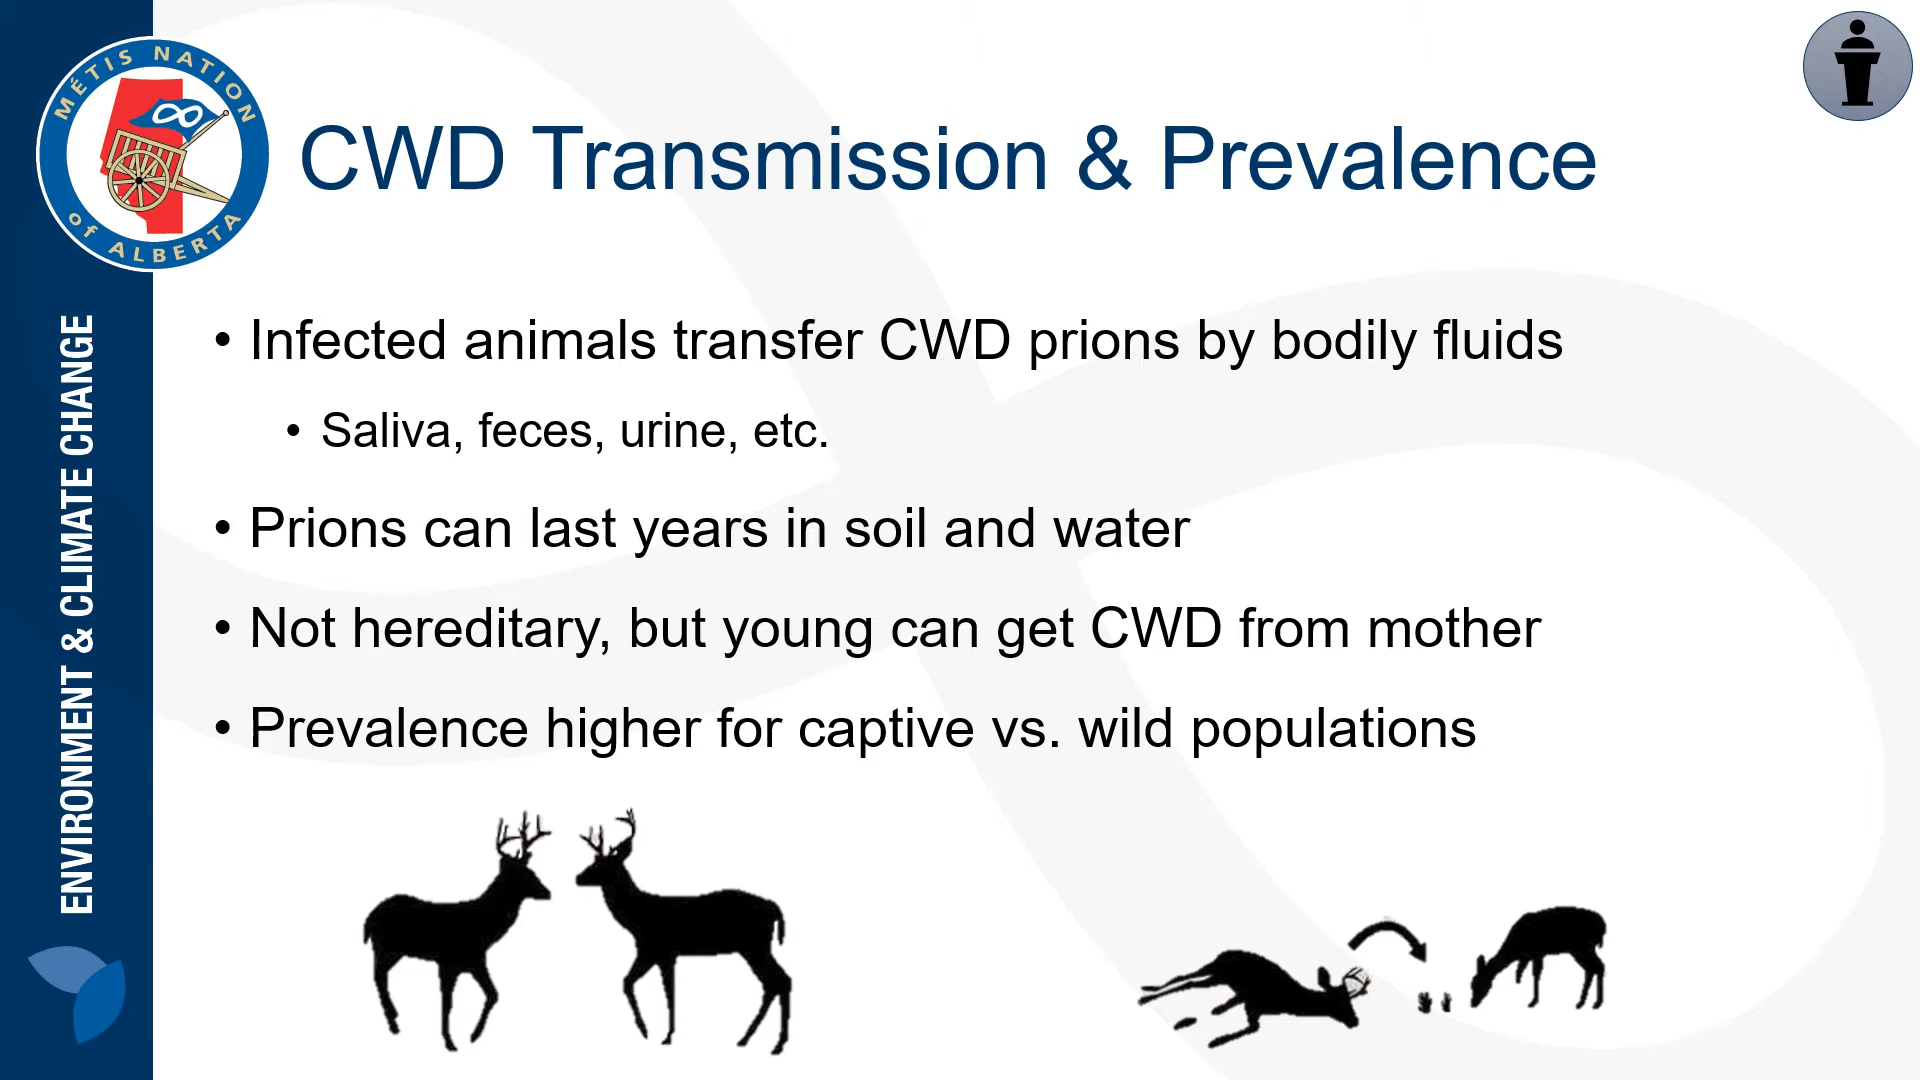 MÉTIS NATION
of ALBERTA
ENVIRONMENT & CLIMATE CHANGE
CWD Transmission & Prevalence
• Infected animals transfer CWD prions by bodily fluids
• Saliva, feces, urine, etc.
• Prions can last years in soil and water
• Not hereditary, but young can get CWD from mother
• Prevalence higher for captive vs. wild populations